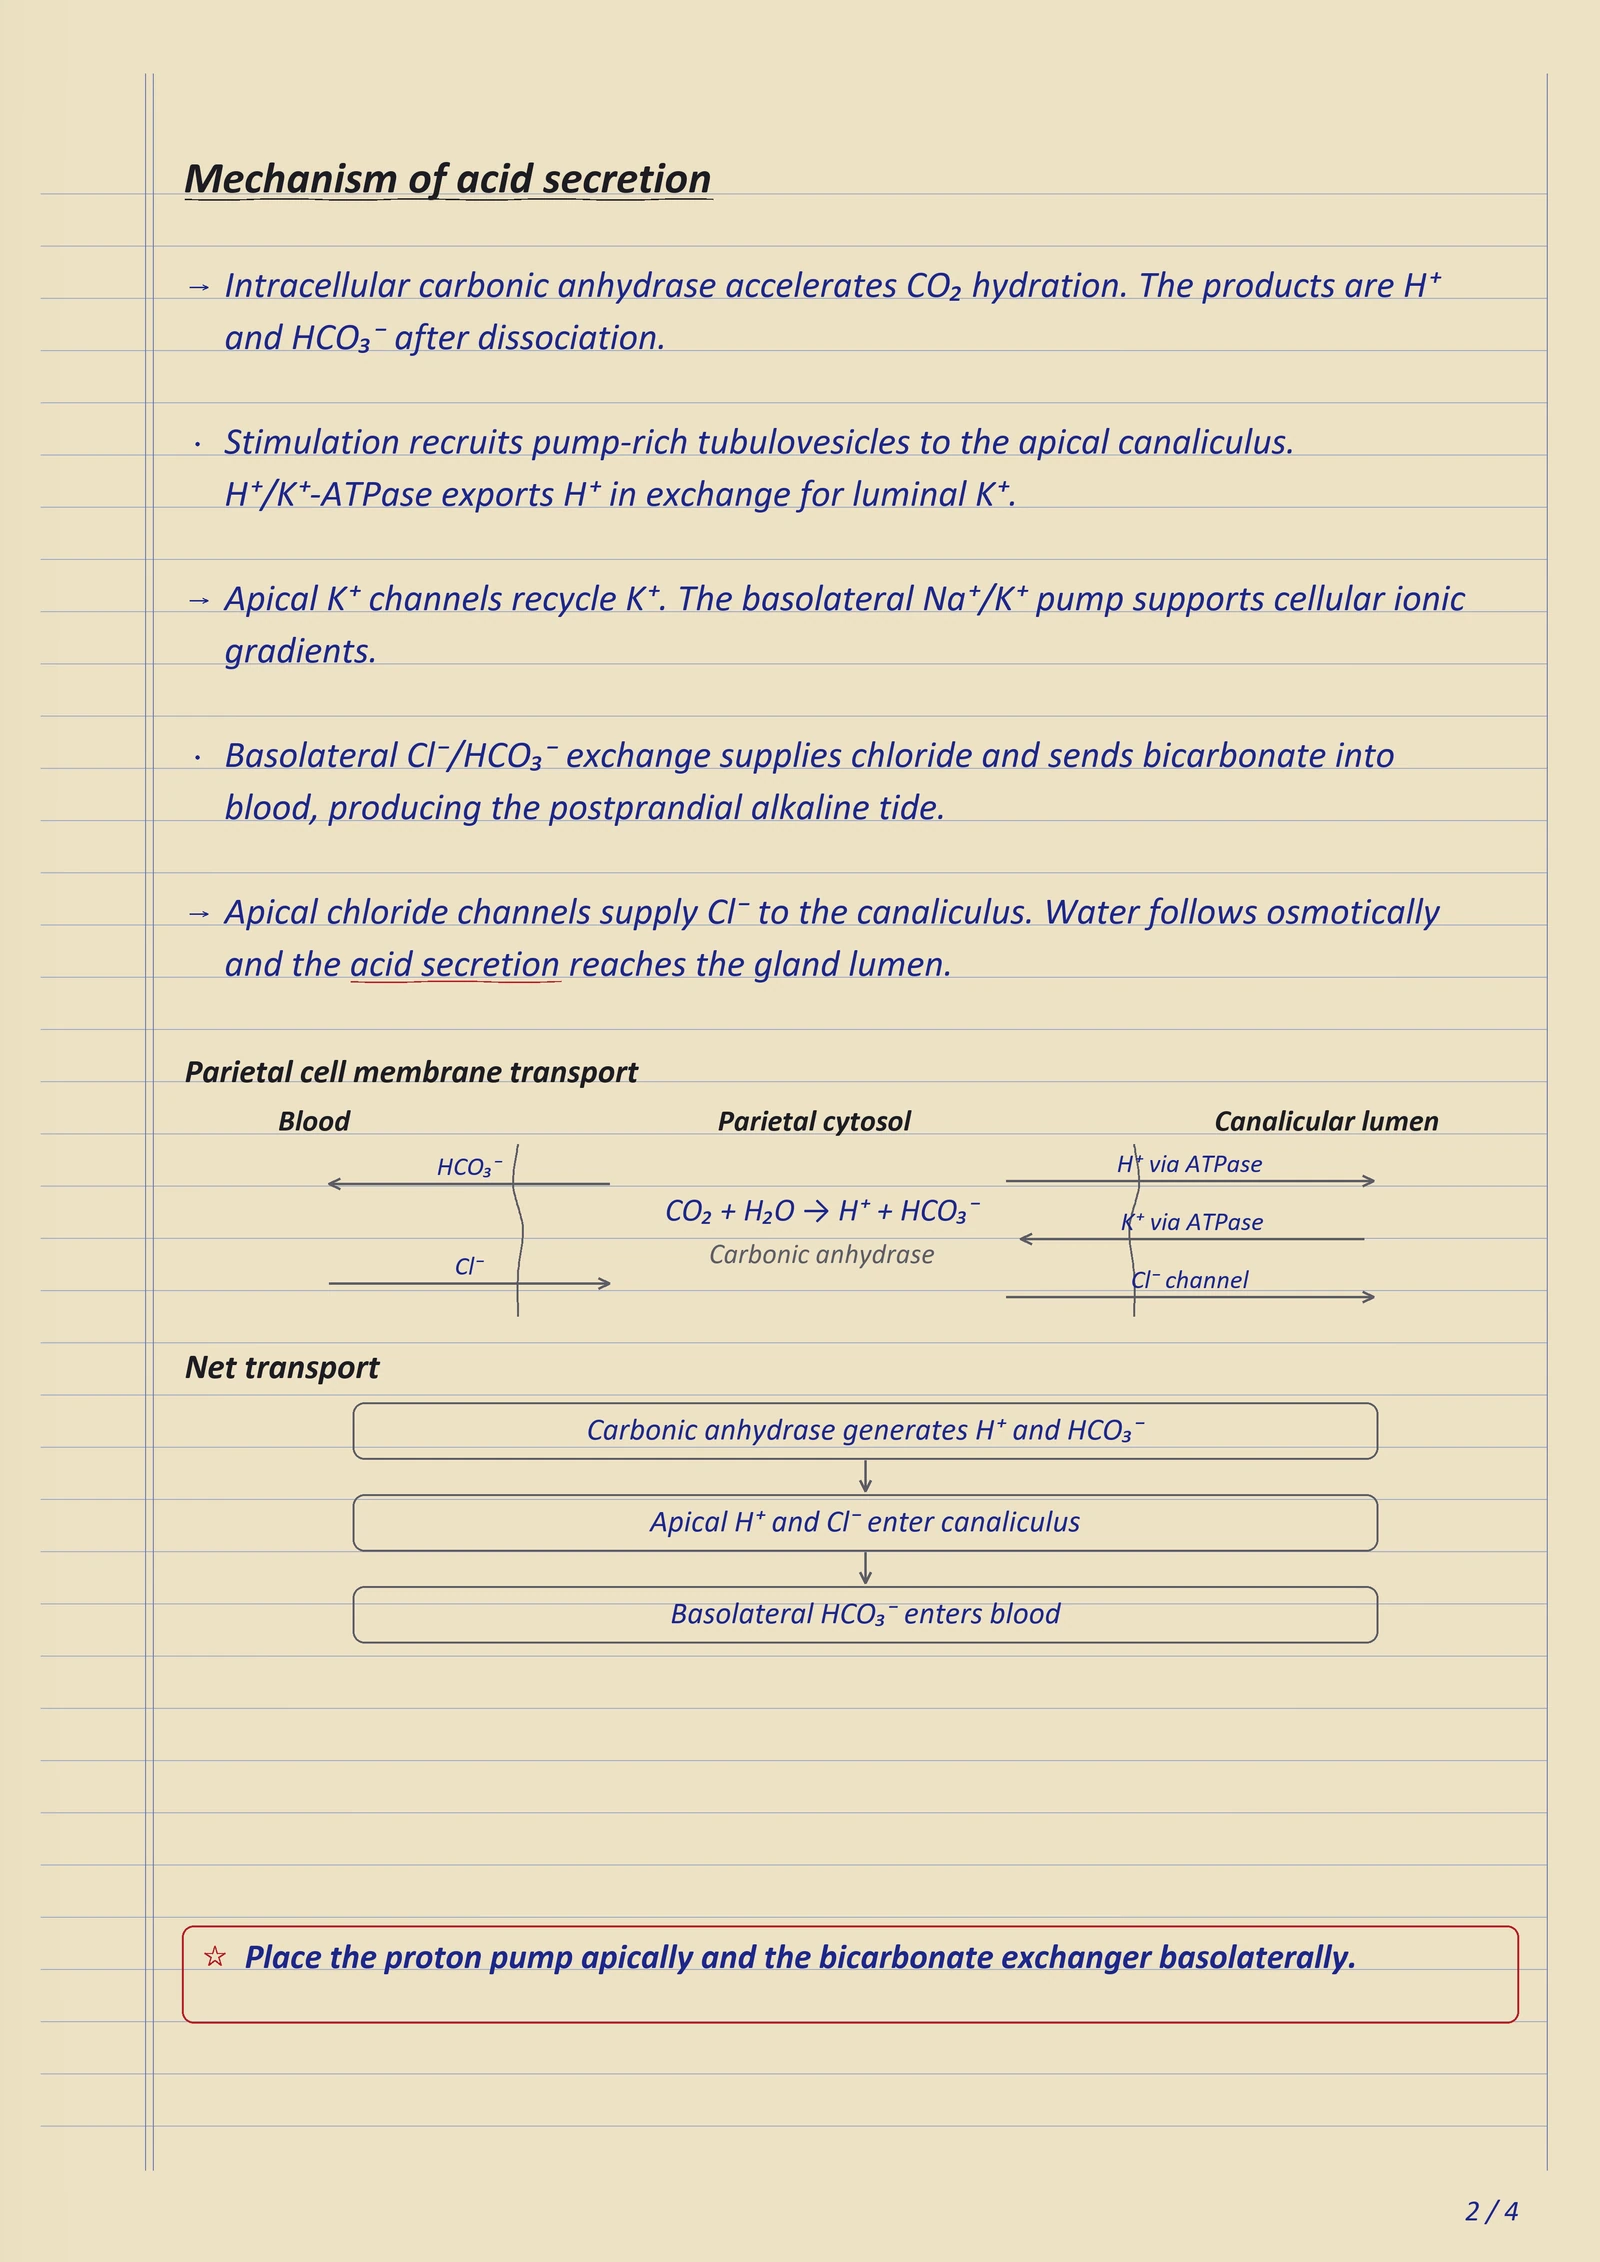 Mechanism of acid secretion
→ Intracellular carbonic anhydrase accelerates CO₂ hydration. The products are H⁺
and HCO₃⁻ after dissociation.
· Stimulation recruits pump-rich tubulovesicles to the apical canaliculus.
H⁺/K⁺-ATPase exports H⁺ in exchange for luminal K⁺.
→ Apical K⁺ channels recycle K⁺. The basolateral Na⁺/K⁺ pump supports cellular ionic
gradients.
· Basolateral Cl⁻/HCO₃⁻ exchange supplies chloride and sends bicarbonate into
blood, producing the postprandial alkaline tide.
→ Apical chloride channels supply Cl⁻ to the canaliculus. Water follows osmotically
and the acid secretion reaches the gland lumen.
Parietal cell membrane transport
Blood Parietal cytosol Canalicular lumen
HCO₃⁻ H⁺ via ATPase
CO₂ + H₂O → H⁺ + HCO₃⁻ K⁺ via ATPase
Carbonic anhydrase
Cl⁻ Cl⁻ channel
Net transport
Carbonic anhydrase generates H⁺ and HCO₃⁻
Apical H⁺ and Cl⁻ enter canaliculus
Basolateral HCO₃⁻ enters blood
☆ Place the proton pump apically and the bicarbonate exchanger basolaterally.
2 / 4